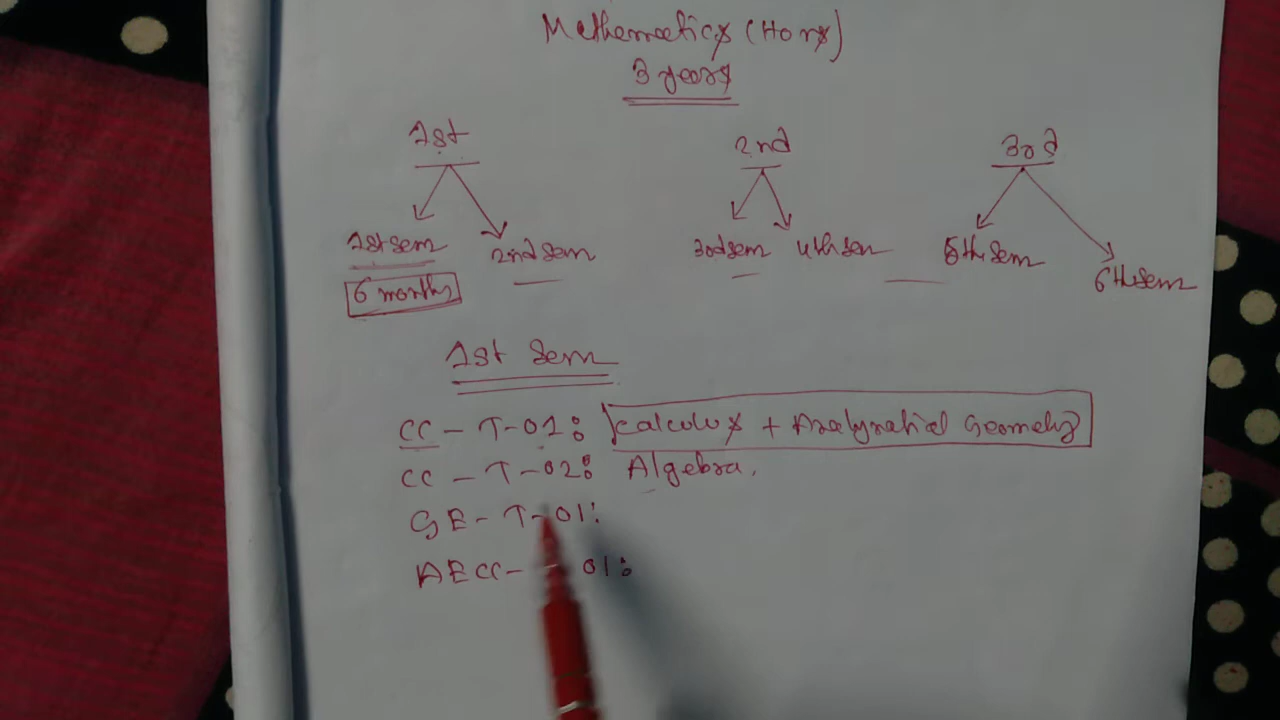 Mathematics (Hons)
3 years
1st 2nd 3rd
1st sem 2nd sem 3rd sem 4th sem 5th sem 6th sem
6 months
1st Sem
CC - T - 01: Calculus + Analytical Geometry
CC - T - 02: Algebra.
GE - T - 01:
AECC - 01: